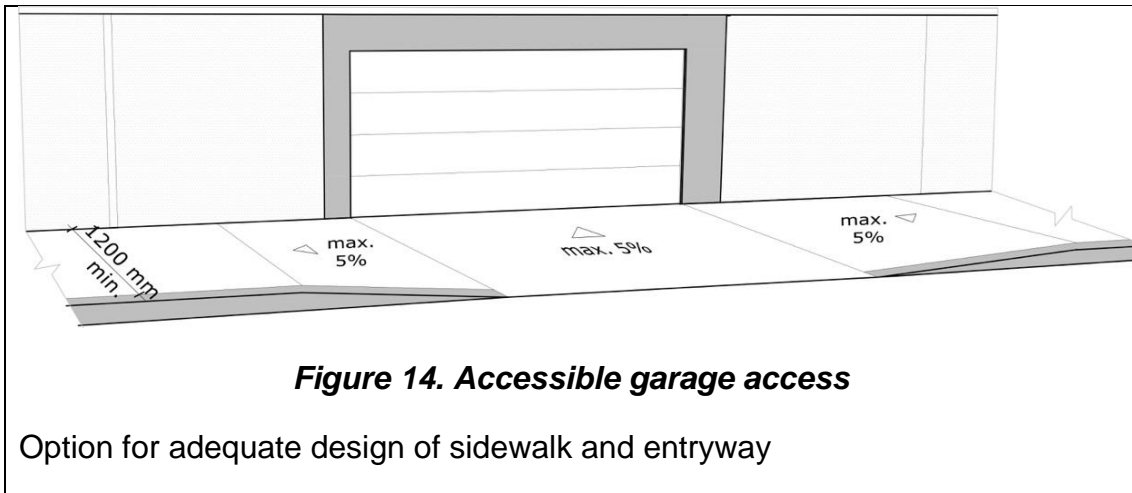 1200 mm
min.
max.
5%
max. 5%
max.
5%
Figure 14. Accessible garage access
Option for adequate design of sidewalk and entryway